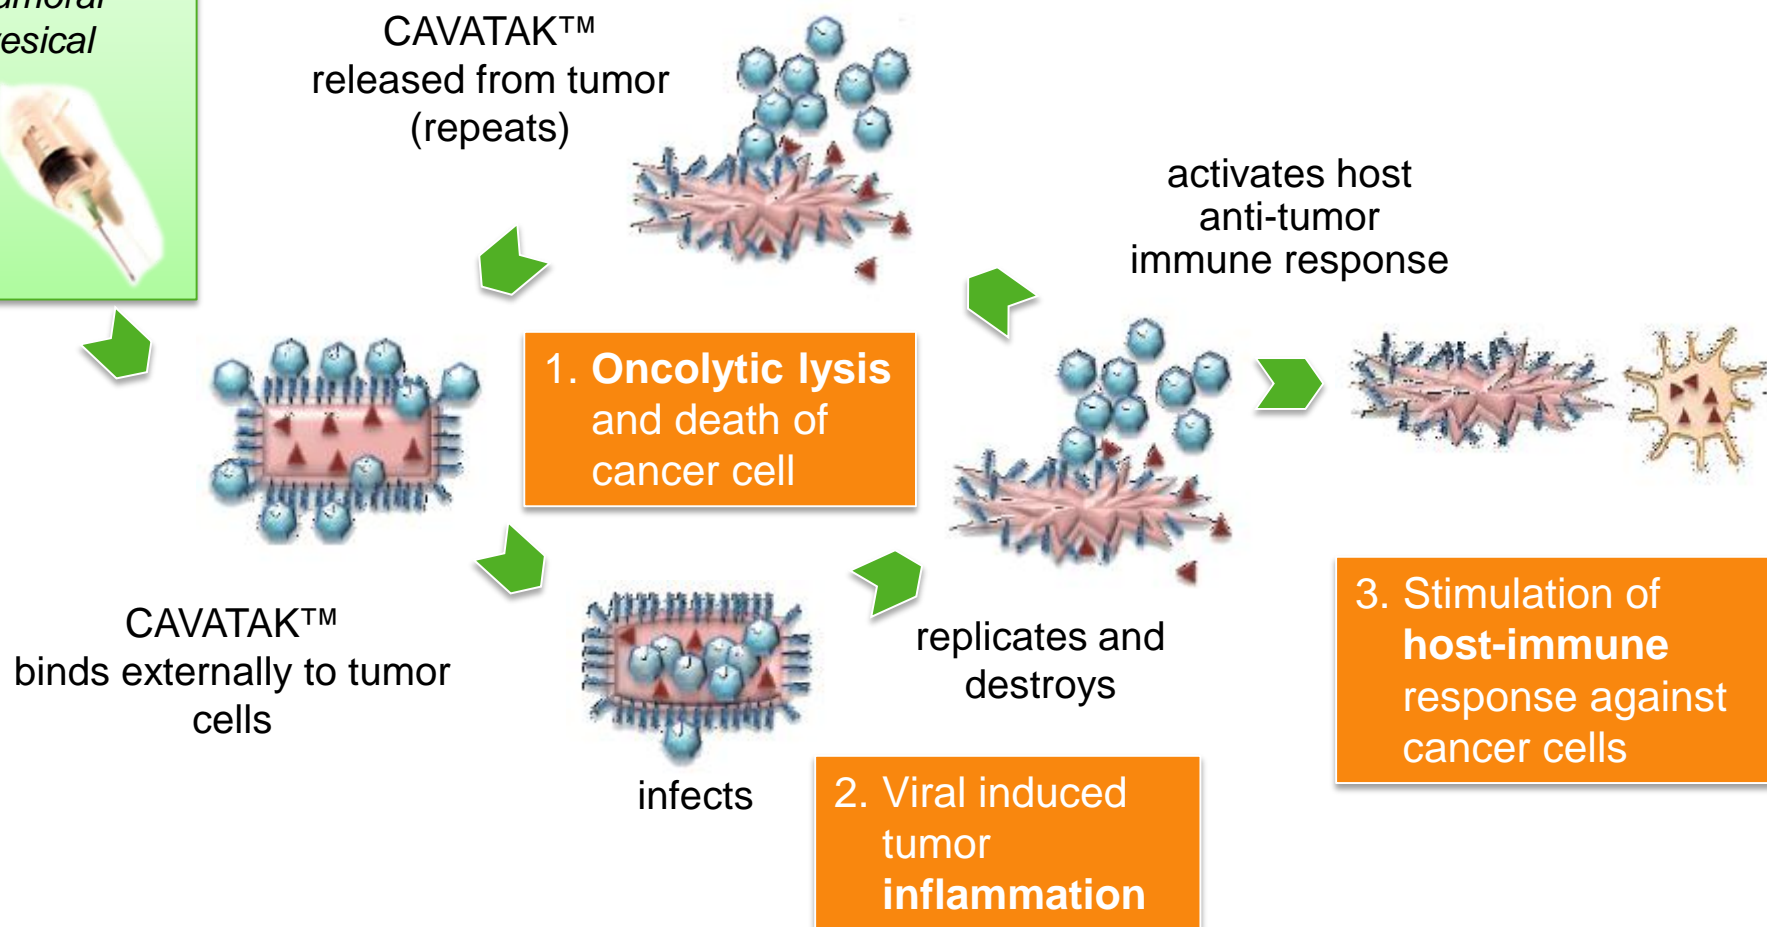 CAVATAK™
released from tumor
(repeats)
activates host
anti-tumor
immune response
1. Oncolytic lysis
and death of
cancer cell
CAVATAK™
binds externally to tumor
cells
infects
replicates and
destroys
2. Viral induced
tumor
inflammation
3. Stimulation of
host-immune
response against
cancer cells